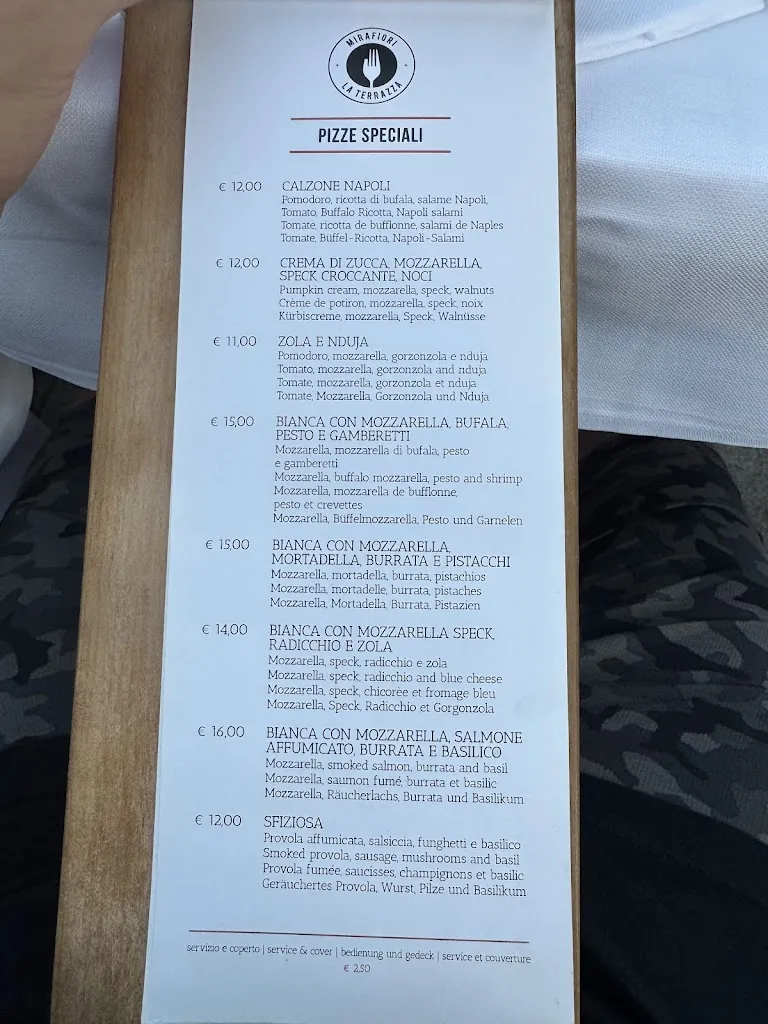 MIRAFIORI
LA TERRAZZA
PIZZE SPECIALI
€ 12,00 CALZONE NAPOLI
Pomodoro, ricotta di bufala, salame Napoli,
Tomato, Buffalo Ricotta, Napoli salami
Tomate, ricotta de bufflonne, salami de Naples
Tomate, Büffel-Ricotta, Napoli-Salami
€ 12,00 CREMA DI ZUCCA, MOZZARELLA,
SPECK CROCCANTE, NOCI
Pumpkin cream, mozzarella, speck, walnuts
Crème de potiron, mozzarella, speck, noix
Kürbiscreme, mozzarella, Speck, Walnüsse
€ 11,00 ZOLA E NDUJA
Pomodoro, mozzarella, gorzonzola e nduja
Tomato, mozzarella, gorzonzola and nduja
Tomate, mozzarella, gorzonzola et nduja
Tomate, Mozzarella, Gorzonzola und Nduja
€ 15,00 BIANCA CON MOZZARELLA, BUFALA,
PESTO E GAMBERETTI
Mozzarella, mozzarella di bufala, pesto
e gamberetti
Mozzarella, buffalo mozzarella, pesto and shrimp
Mozzarella, mozzarella de bufflonne,
pesto et crevettes
Mozzarella, Büffelmozzarella, Pesto und Garnelen
€ 15,00 BIANCA CON MOZZARELLA,
MORTADELLA, BURRATA E PISTACCHI
Mozzarella, mortadella, burrata, pistachios
Mozzarella, mortadelle, burrata, pistaches
Mozzarella, Mortadella, Burrata, Pistazien
€ 14,00 BIANCA CON MOZZARELLA SPECK,
RADICCHIO E ZOLA
Mozzarella, speck, radicchio e zola
Mozzarella, speck, radicchio and blue cheese
Mozzarella, speck, chicorée et fromage bleu
Mozzarella, Speck, Radicchio et Gorgonzola
€ 16,00 BIANCA CON MOZZARELLA, SALMONE
AFFUMICATO, BURRATA E BASILICO
Mozzarella, smoked salmon, burrata and basil
Mozzarella, saumon fumé, burrata et basilic
Mozzarella, Räucherlachs, Burrata und Basilikum
€ 12,00 SFIZIOSA
Provola affumicata, salsiccia, funghetti e basilico
Smoked provola, sausage, mushrooms and basil
Provola fumée, saucisses, champignons et basilic
Geräuchertes Provola, Wurst, Pilze und Basilikum
servizio e coperto | service & cover | bedienung und gedeck | service et couverture
€ 2,50